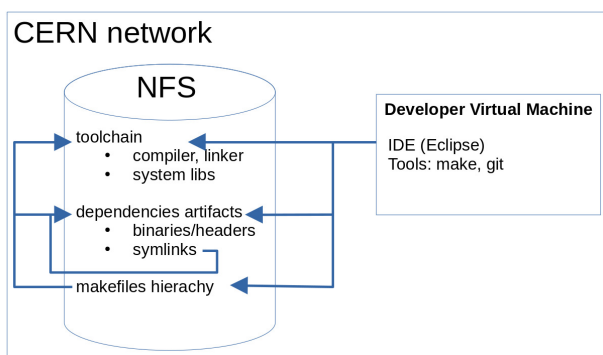 CERN network
NFS
toolchain
• compiler, linker
• system libs
dependencies artifacts
• binaries/headers
• symlinks
makefiles hierachy
Developer Virtual Machine
IDE (Eclipse)
Tools: make, git